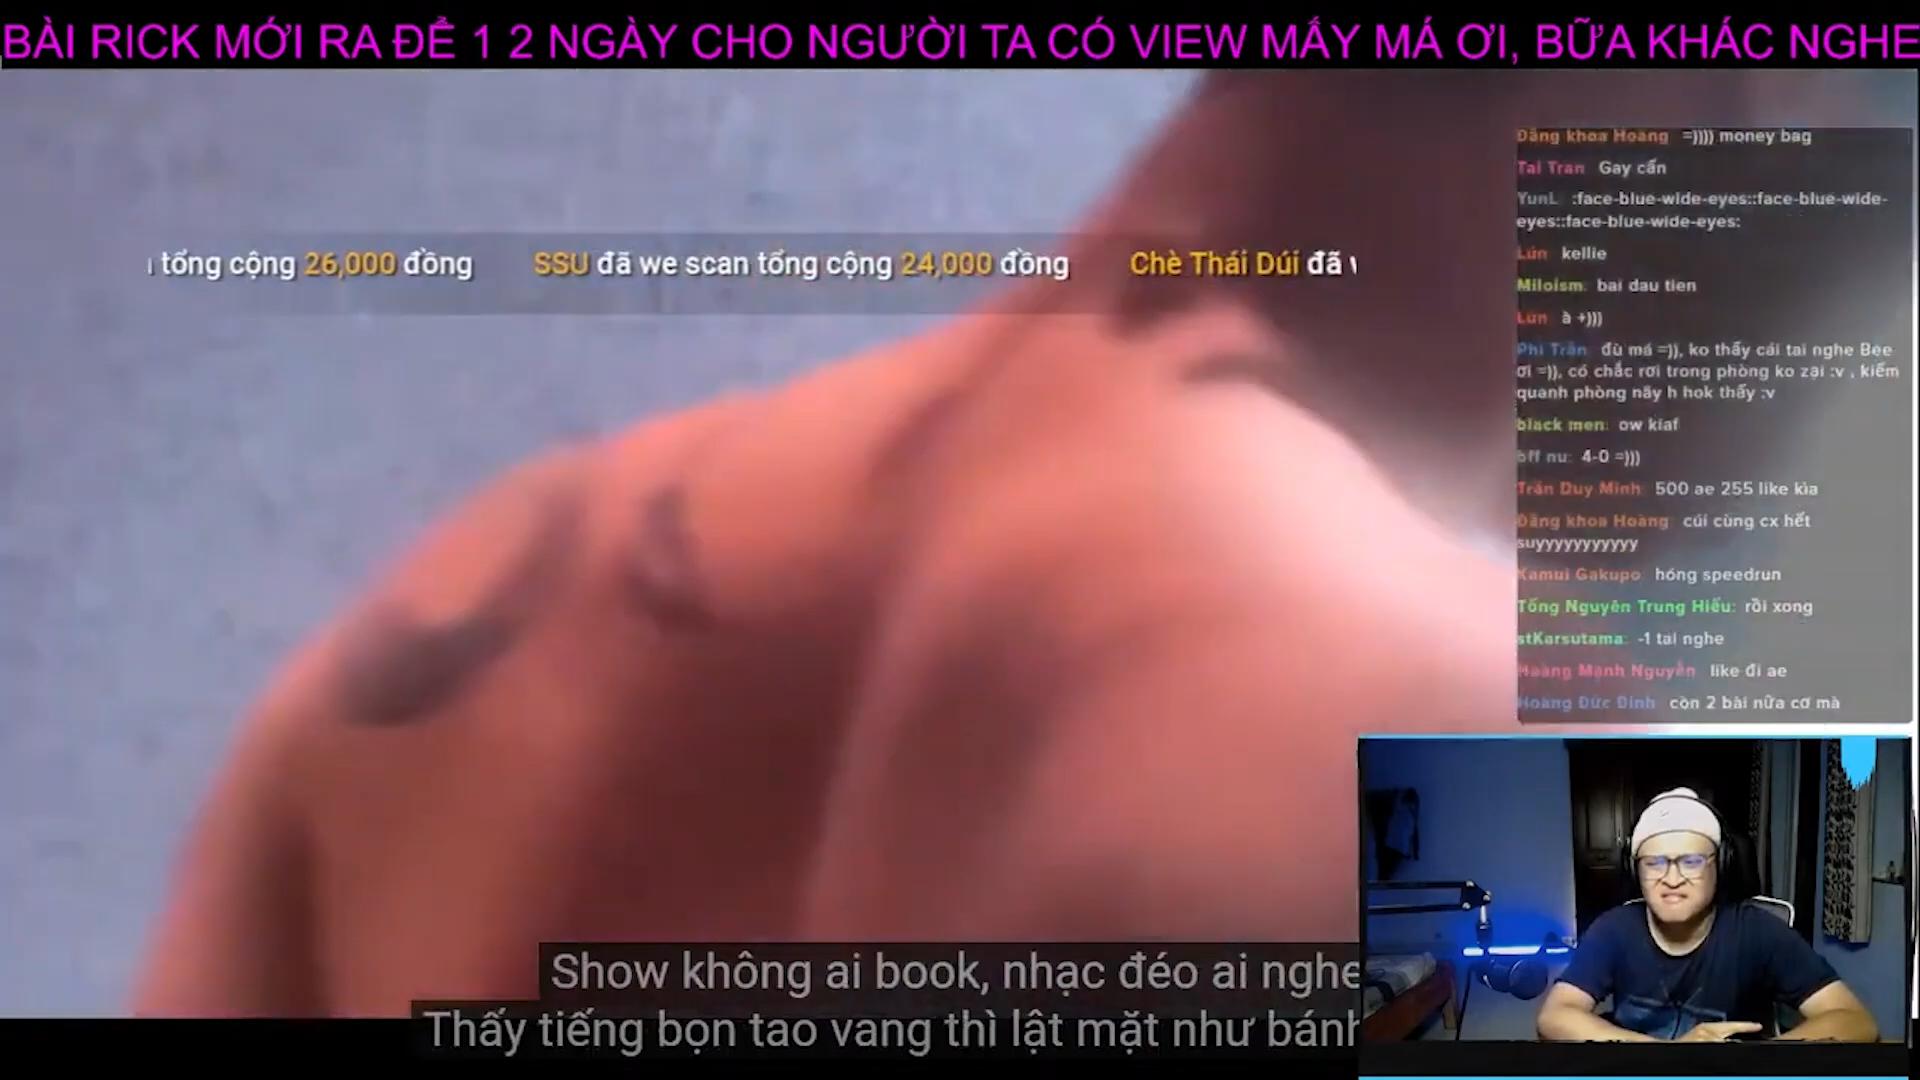 BÀI RICK MỚI RA ĐỂ 1 2 NGÀY CHO NGƯỜI TA CÓ VIEW MẤY MÁ ƠI, BỮA KHÁC NGHE
tổng cộng 26,000 đồng SSU đã we scan tổng cộng 24,000 đồng Chè Thái Dúi đã
Đăng khoa Hoàng =)))) money bag
Tai Tran Gay cấn
YunL :face-blue-wide-eyes::face-blue-wide-
eyes::face-blue-wide-eyes:
Lún kellie
Miloism: bai dau tien
Lún à +)))
Phi Trần đù má =)), ko thấy cái tai nghe Bee
ơi =)), có chắc rơi trong phòng ko zại :v , kiếm
quanh phòng nãy h hok thấy :v
black men: ow kiaf
bff nu: 4-0 =)))
Trần Duy Minh: 500 ae 255 like kìa
Đăng khoa Hoàng: cúi cùng cx hết
suyyyyyyyyyyy
Kamui Gakupo: hóng speedrun
Tống Nguyên Trung Hiếu: rồi xong
stKarsutama: -1 tai nghe
Hoàng Mạnh Nguyễn like đi ae
Hoàng Đức Đinh còn 2 bài nữa cơ mà
Show không ai book, nhạc đéo ai nghe
Thấy tiếng bọn tao vang thì lật mặt như bánh